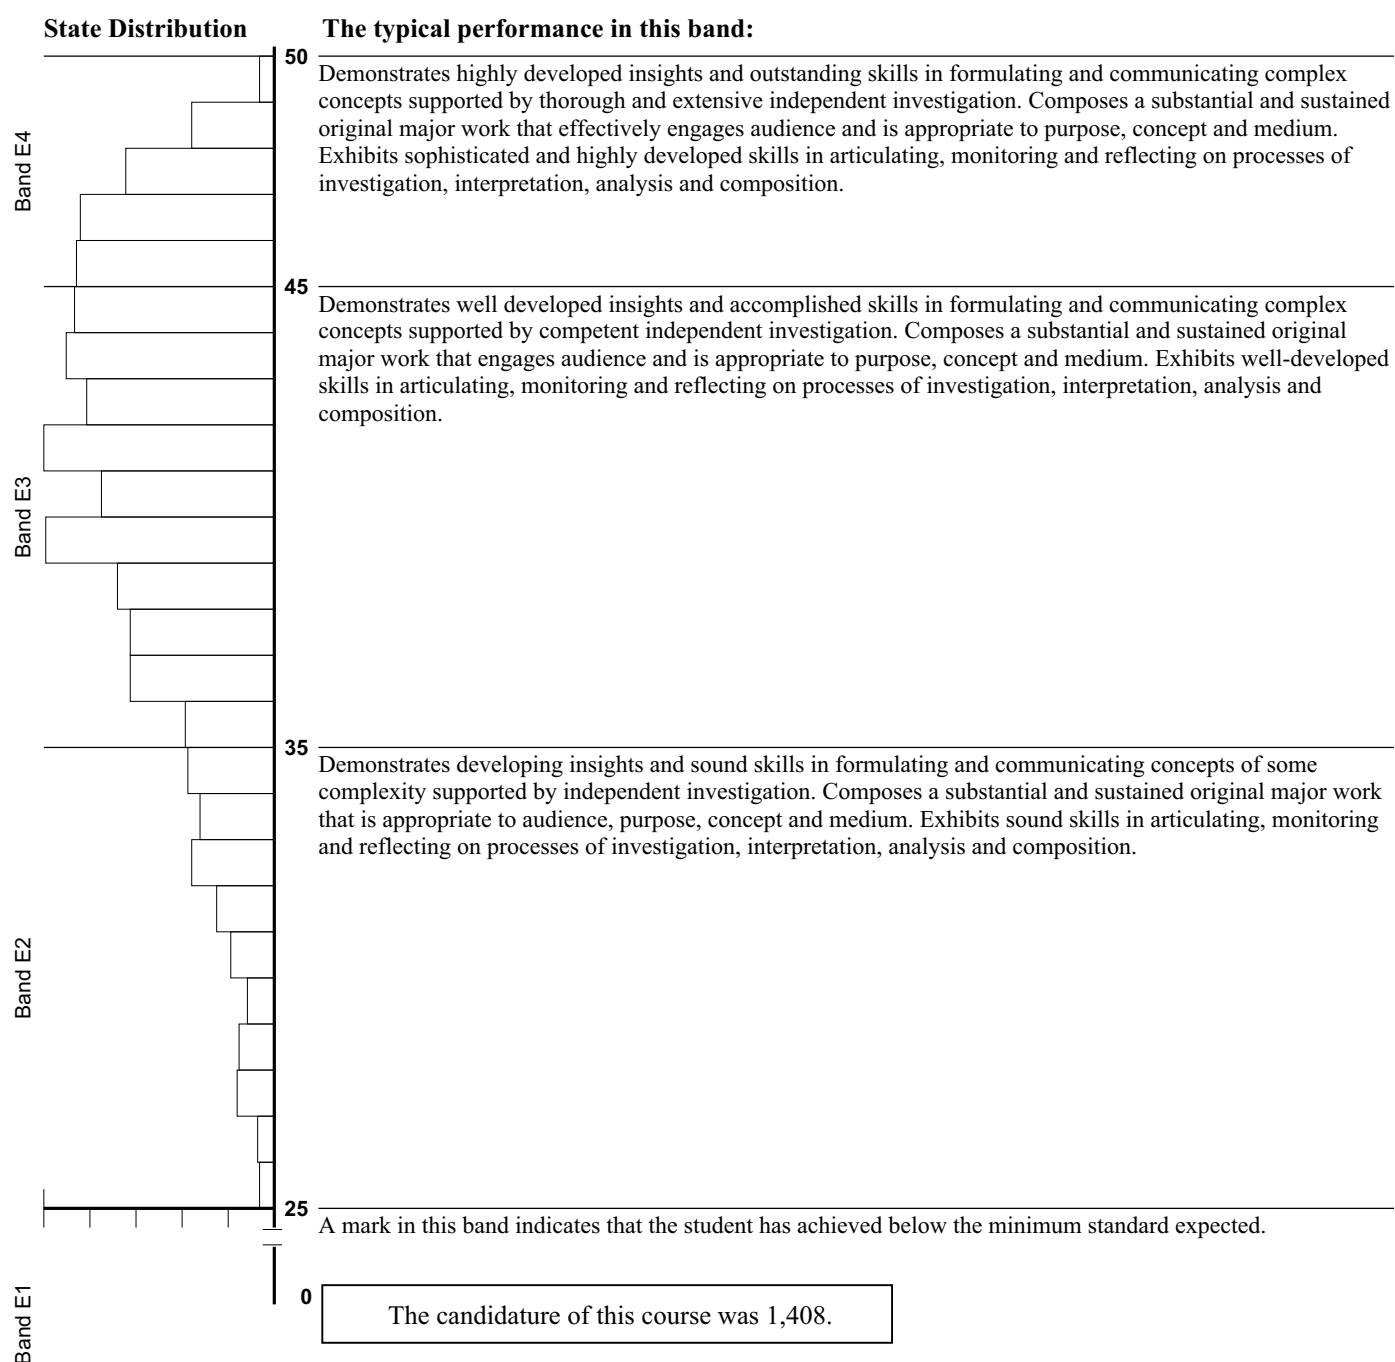 State Distribution
The typical performance in this band:
50
Demonstrates highly developed insights and outstanding skills in formulating and communicating complex
concepts supported by thorough and extensive independent investigation. Composes a substantial and sustained
original major work that effectively engages audience and is appropriate to purpose, concept and medium.
Exhibits sophisticated and highly developed skills in articulating, monitoring and reflecting on processes of
investigation, interpretation, analysis and composition.
Band E4
45
Demonstrates well developed insights and accomplished skills in formulating and communicating complex
concepts supported by competent independent investigation. Composes a substantial and sustained original
major work that engages audience and is appropriate to purpose, concept and medium. Exhibits well-developed
skills in articulating, monitoring and reflecting on processes of investigation, interpretation, analysis and
composition.
Band E3
35
Demonstrates developing insights and sound skills in formulating and communicating concepts of some
complexity supported by independent investigation. Composes a substantial and sustained original major work
that is appropriate to audience, purpose, concept and medium. Exhibits sound skills in articulating, monitoring
and reflecting on processes of investigation, interpretation, analysis and composition.
Band E2
25
A mark in this band indicates that the student has achieved below the minimum standard expected.
0
Band E1
The candidature of this course was 1,408.